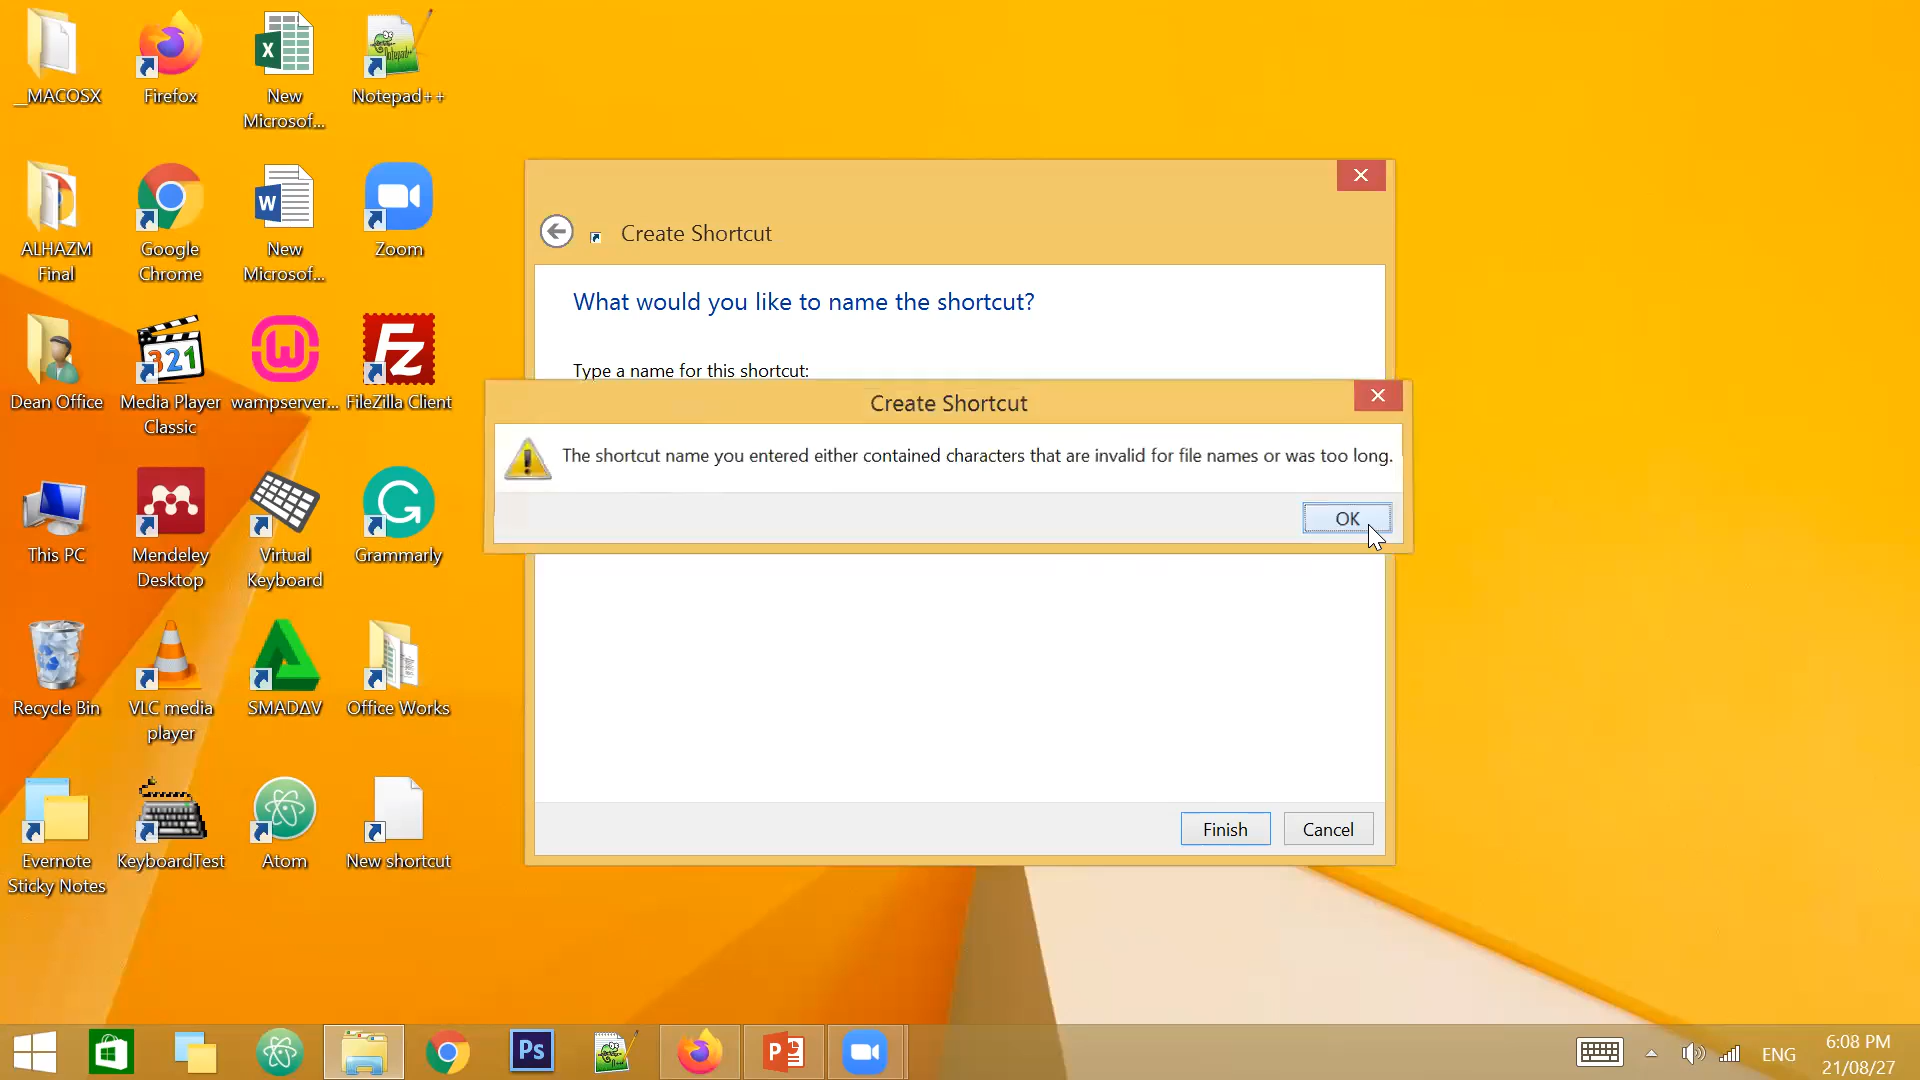 __MACOSX
Firefox
New
Microsof...
Notepad++
ALHAZM
Final
Google
Chrome
New
Microsof...
Zoom
Dean Office
Media Player
Classic
wampserver...
FileZilla Client
This PC
Mendeley
Desktop
Virtual
Keyboard
Grammarly
Recycle Bin
VLC media
player
SMADΔV
Office Works
Evernote
Sticky Notes
KeyboardTest
Atom
New shortcut
Create Shortcut
What would you like to name the shortcut?
Type a name for this shortcut:
Create Shortcut
The shortcut name you entered either contained characters that are invalid for file names or was too long.
OK
Finish
Cancel
Ps
ENG
6:08 PM
21/08/27